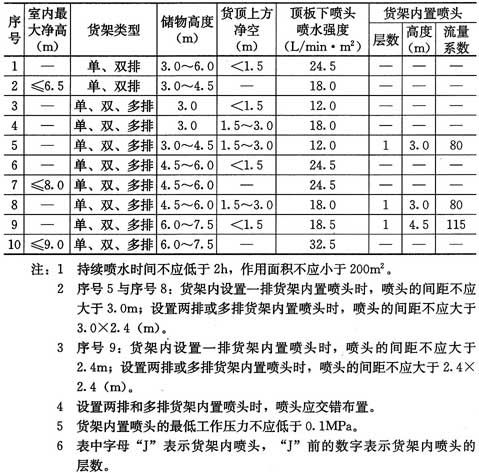 序号 室内最大净高(m) 货架类型 储物高度(m) 货顶上方净空(m) 顶板下喷头喷水强度(L/min·m²) 货架内置喷头
层数 高度(m) 流量系数
1 — 单、双排 3.0～6.0 <1.5 24.5 — — —
2 ≤6.5 单、双排 3.0～4.5 — 18.0 — — —
3 — 单、双、多排 3.0 <1.5 12.0 — — —
4 — 单、双、多排 3.0 1.5～3.0 18.0 — — —
5 — 单、双、多排 3.0～4.5 1.5～3.0 12.0 1 3.0 80
6 — 单、双、多排 4.5～6.0 <1.5 24.5 — — —
7 ≤8.0 单、双、多排 4.5～6.0 — 24.5 — — —
8 — 单、双、多排 4.5～6.0 1.5～3.0 18.0 1 3.0 80
9 — 单、双、多排 6.0～7.5 <1.5 18.5 1 4.5 115
10 ≤9.0 单、双、多排 6.0～7.5 — 32.5 — — —
注：1 持续喷水时间不应低于2h，作用面积不应小于200m²。
2 序号5与序号8：货架内设置一排货架内置喷头时，喷头的间距不应
大于3.0m；设置两排或多排货架内置喷头时，喷头的间距不应大于
3.0×2.4（m）。
3 序号9：货架内设置一排货架内置喷头时，喷头的间距不应大于
2.4m；设置两排或多排货架内置喷头时，喷头的间距不应大于2.4×
2.4（m）。
4 设置两排和多排货架内置喷头时，喷头应交错布置。
5 货架内置喷头的最低工作压力不应低于0.1MPa。
6 表中字母“J”表示货架内喷头，“J”前的数字表示货架内喷头的
层数。